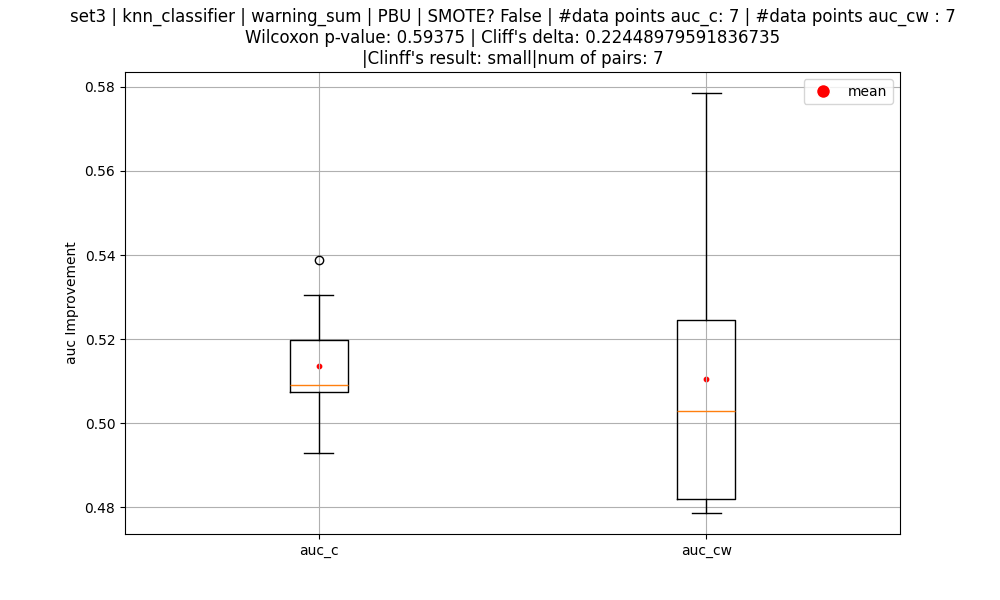 set3 | knn_classifier | warning_sum | PBU | SMOTE? False | #data points auc_c: 7 | #data points auc_cw : 7
Wilcoxon p-value: 0.59375 | Cliff's delta: 0.22448979591836735
|Clinff's result: small|num of pairs: 7
mean
0.58
0.56
0.54
0.52
0.50
0.48
auc Improvement
auc_c
auc_cw